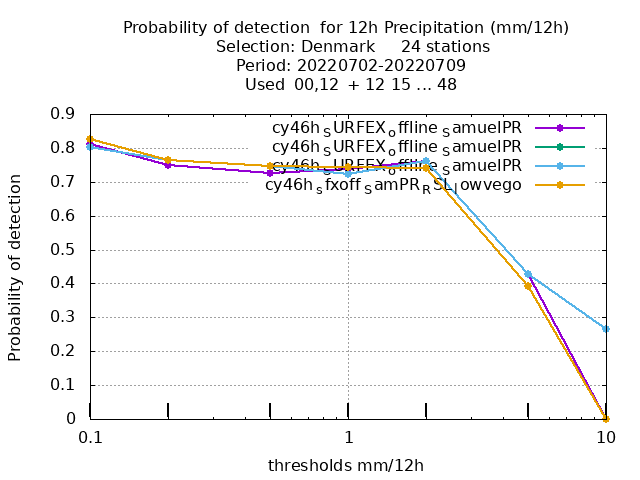 Probability of detection for 12h Precipitation (mm/12h)
Selection: Denmark 24 stations
Period: 20220702-20220709
Used 00,12 + 12 15 ... 48
0.9
0.8
0.7
0.6
0.5
0.4
0.3
0.2
0.1
0
Probability of detection
cy46h_SURFEX_offline_SamuelPR
cy46h_SURFEX_offline_SamuelPR
cy46h_SURFEX_offline_SamuelPR
cy46h_sfxoff_SamPR_RSL_lowvego
0.1 1 10
thresholds mm/12h